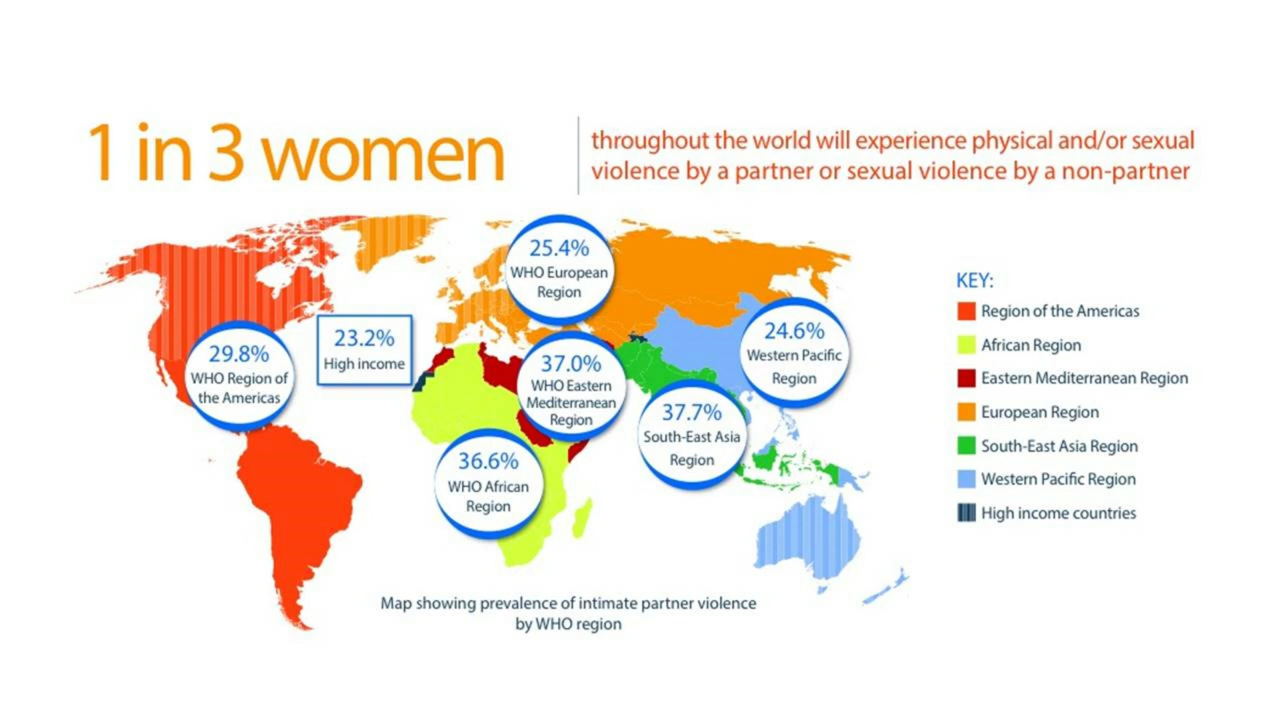 1 in 3 women
throughout the world will experience physical and/or sexual
violence by a partner or sexual violence by a non-partner
25.4%
WHO European
Region
23.2%
High income
29.8%
WHO Region of
the Americas
37.0%
WHO Eastern
Mediterranean
Region
24.6%
Western Pacific
Region
37.7%
South-East Asia
Region
36.6%
WHO African
Region
KEY:
Region of the Americas
African Region
Eastern Mediterranean Region
European Region
South-East Asia Region
Western Pacific Region
High income countries
Map showing prevalence of intimate partner violence
by WHO region